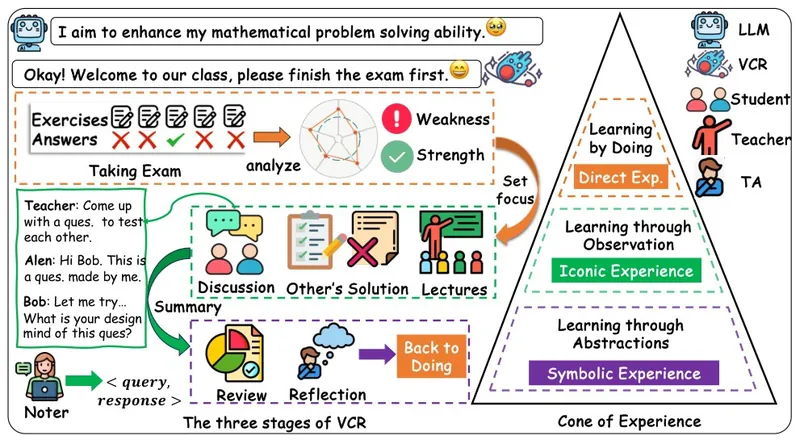 I aim to enhance my mathematical problem solving ability.
Okay! Welcome to our class, please finish the exam first.
Exercises
Answers
Taking Exam
analyze
Weakness
Strength
Set
focus
Teacher: Come up
with a ques. to test
each other.
Alen: Hi Bob. This is
a ques. made by me.
Bob: Let me try...
What is your design
mind of this ques?
Discussion
Other's Solution
Lectures
Summary
Review
Reflection
Back to
Doing
Noter
< query,
response >
The three stages of VCR
Learning
by Doing
Direct Exp.
Learning through
Observation
Iconic Experience
Learning through
Abstractions
Symbolic Experience
Cone of Experience
LLM
VCR
Student
Teacher
TA